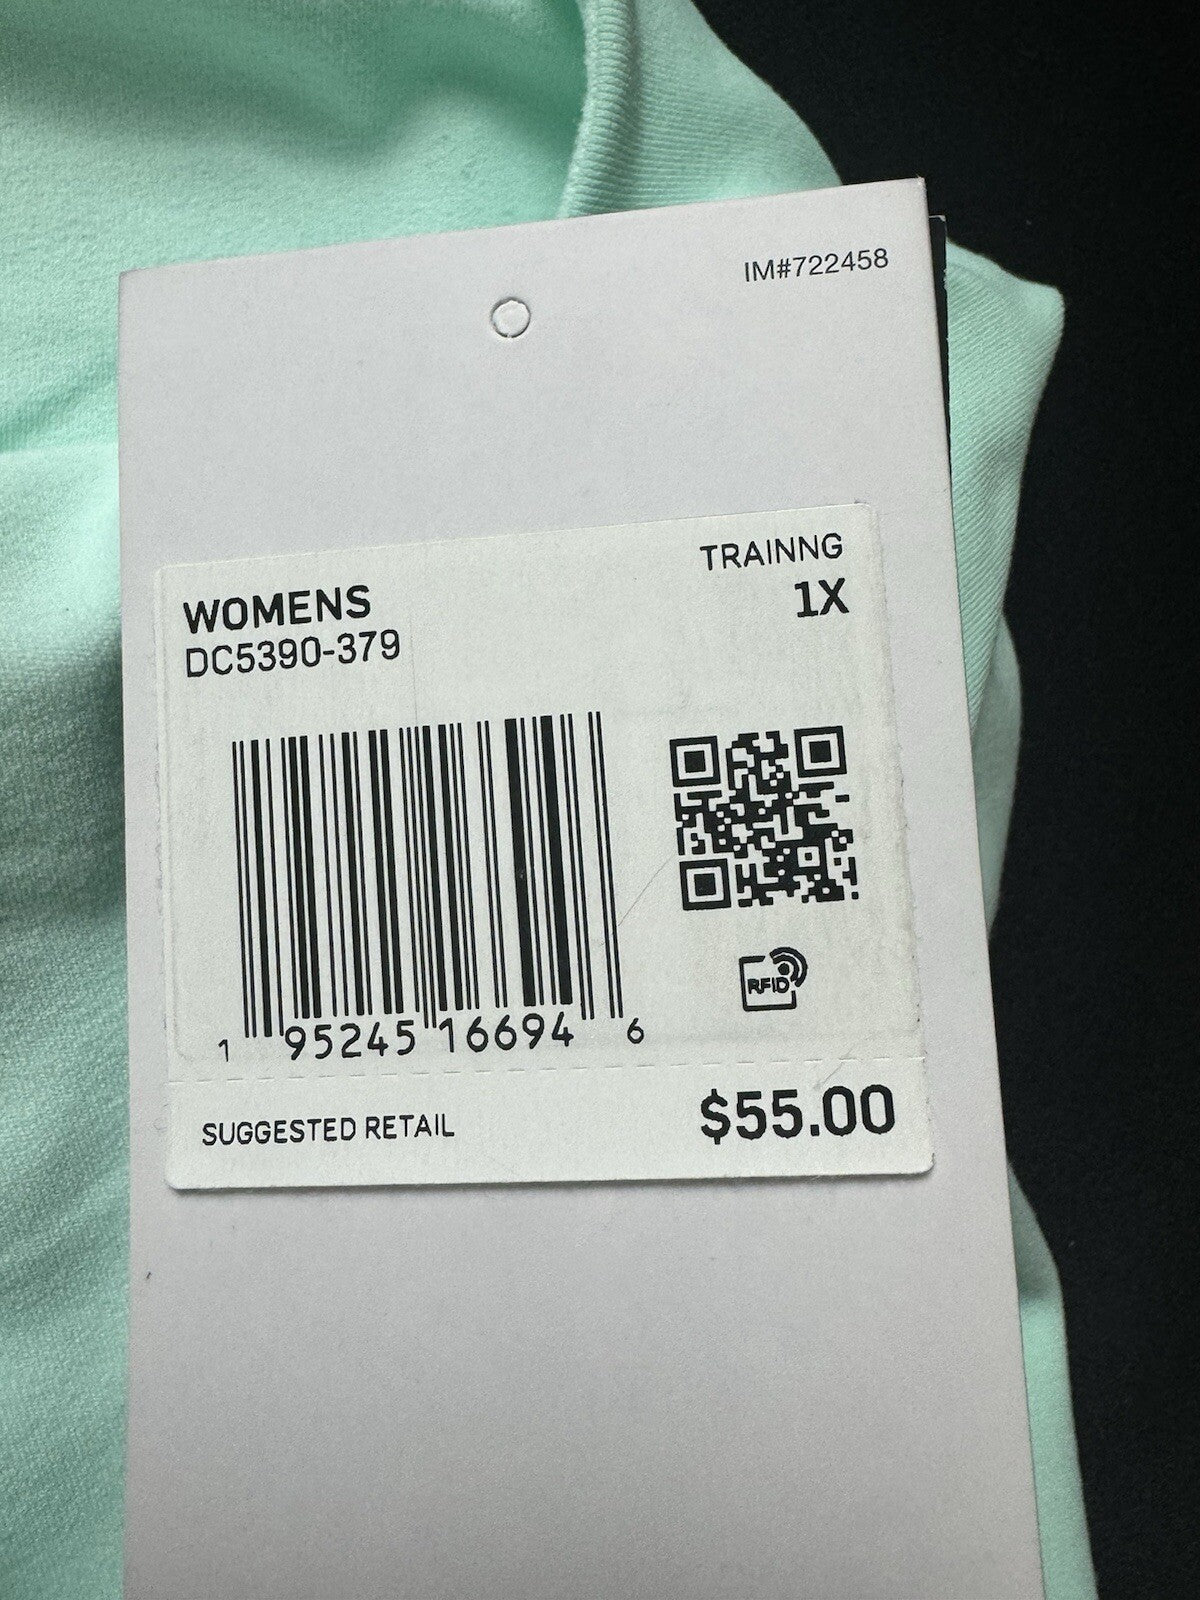 IM#722458
TRAINNG
WOMENS
1X
DC5390-379
RFID
1 95245 16694 6
SUGGESTED RETAIL
$55.00